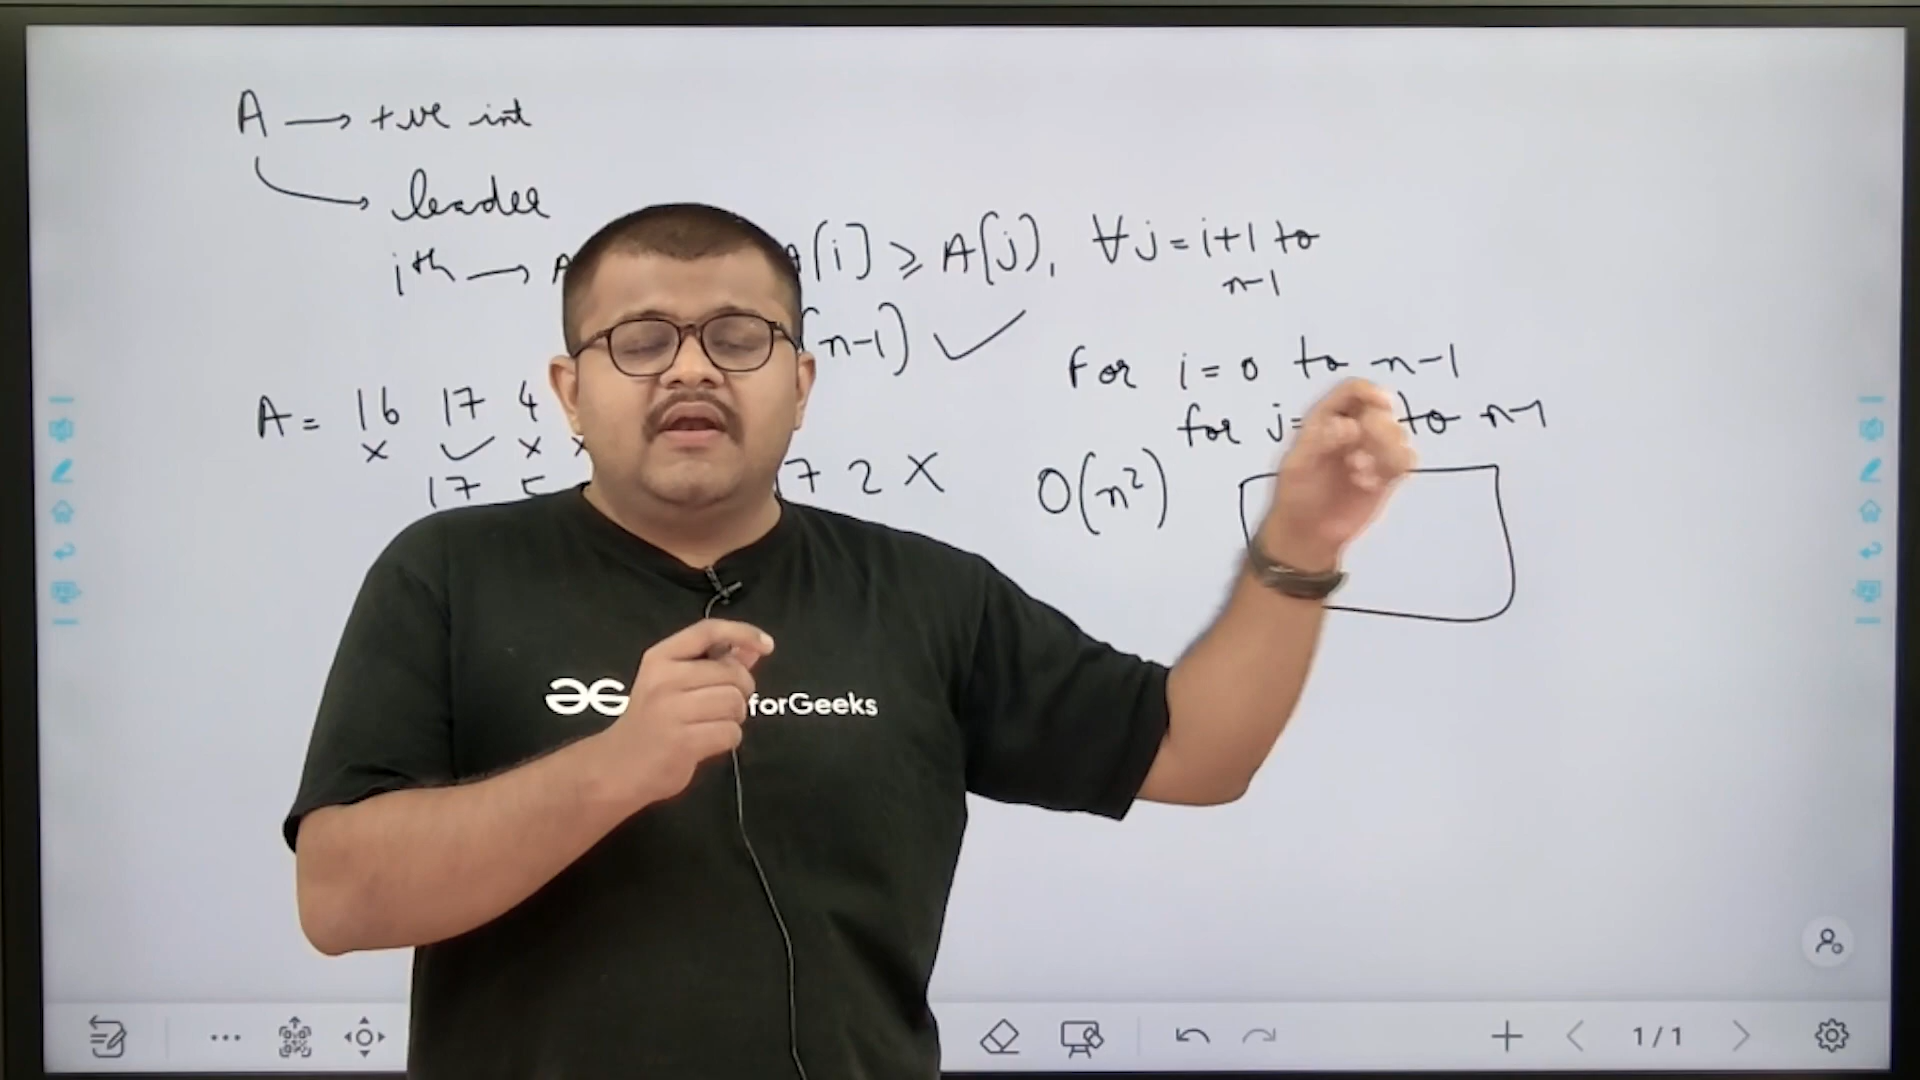 A → +ve int
leader
ith → A A[i] ≥ A[j], ∀j = i+1 to
n-1
(n-1) ✓
for i = 0 to n-1
A = 16 17 4
x ✓ x x
for j= to n-1
17 5 7 2 X
O(n²)
forGeeks
1/1